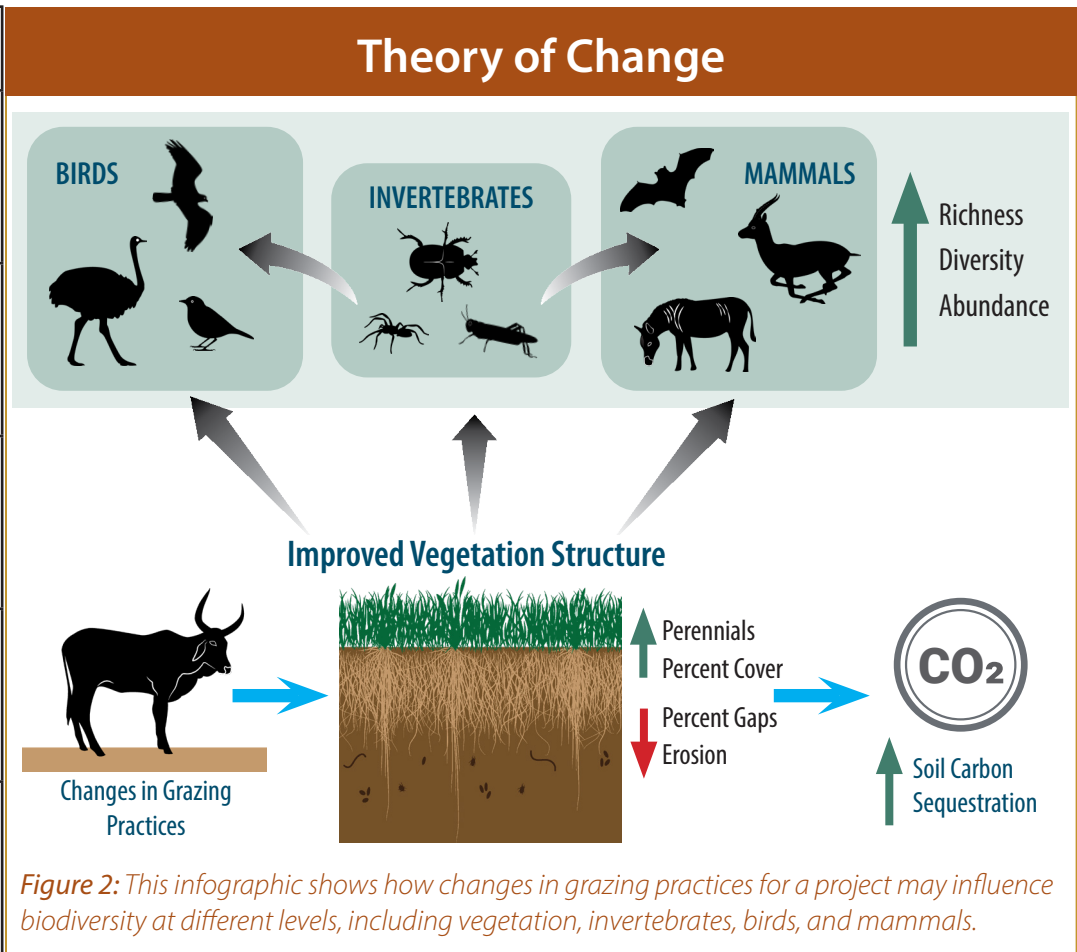 Theory of Change
BIRDS
INVERTEBRATES
MAMMALS
Richness
Diversity
Abundance
Improved Vegetation Structure
Perennials
Percent Cover
Percent Gaps
Erosion
CO₂
Changes in Grazing
Practices
Soil Carbon
Sequestration
Figure 2: This infographic shows how changes in grazing practices for a project may influence
biodiversity at different levels, including vegetation, invertebrates, birds, and mammals.